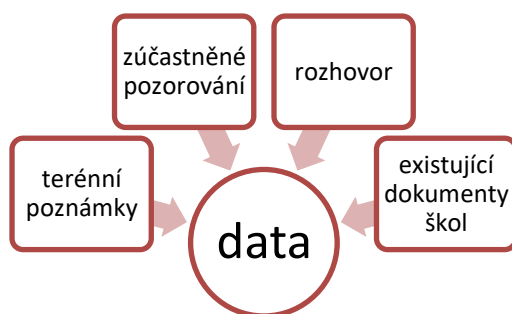 zúčastněné
pozorování
rozhovor
terénní
poznámky
existující
dokumenty
škol
data